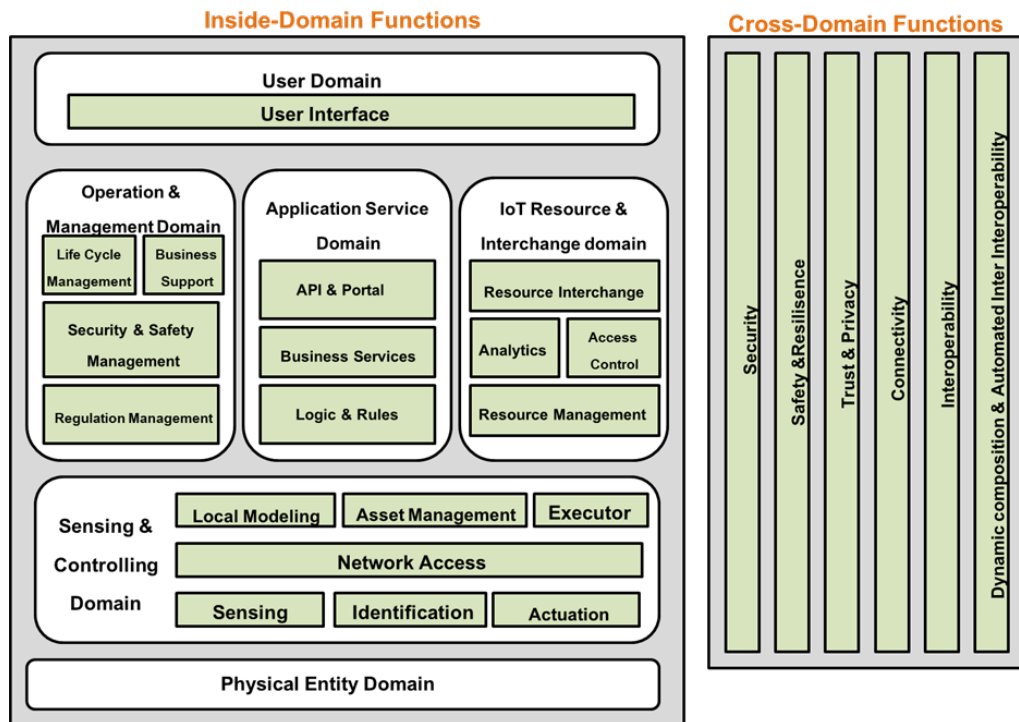 Inside-Domain Functions
Cross-Domain Functions
User Domain
User Interface
Operation &
Management Domain
Life Cycle
Management
Business
Support
Security & Safety
Management
Regulation Management
Application Service
Domain
API & Portal
Business Services
Logic & Rules
IoT Resource &
Interchange domain
Resource Interchange
Analytics
Access
Control
Resource Management
Sensing &
Controlling
Domain
Local Modeling
Asset Management
Executor
Network Access
Sensing
Identification
Actuation
Physical Entity Domain
Security
Safety &Resilisence
Trust & Privacy
Connectivity
Interoperability
Dynamic composition & Automated Inter Interoperability